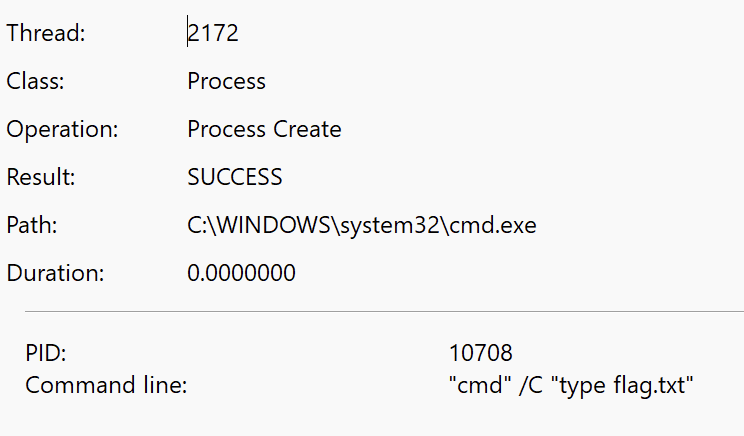 Thread: 2172
Class: Process
Operation: Process Create
Result: SUCCESS
Path: C:\WINDOWS\system32\cmd.exe
Duration: 0.0000000
PID: 10708
Command line: "cmd" /C "type flag.txt"